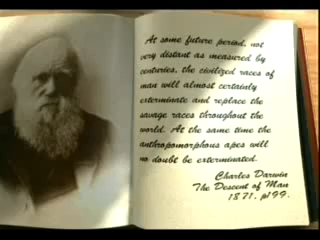 At some future period, not
very distant as measured by
centuries, the civilized races of
man will almost certainly
exterminate and replace the
savage races throughout the
world. At the same time the
anthropomorphous apes will
no doubt be exterminated.
Charles Darwin
The Descent of Man
1871, p199.